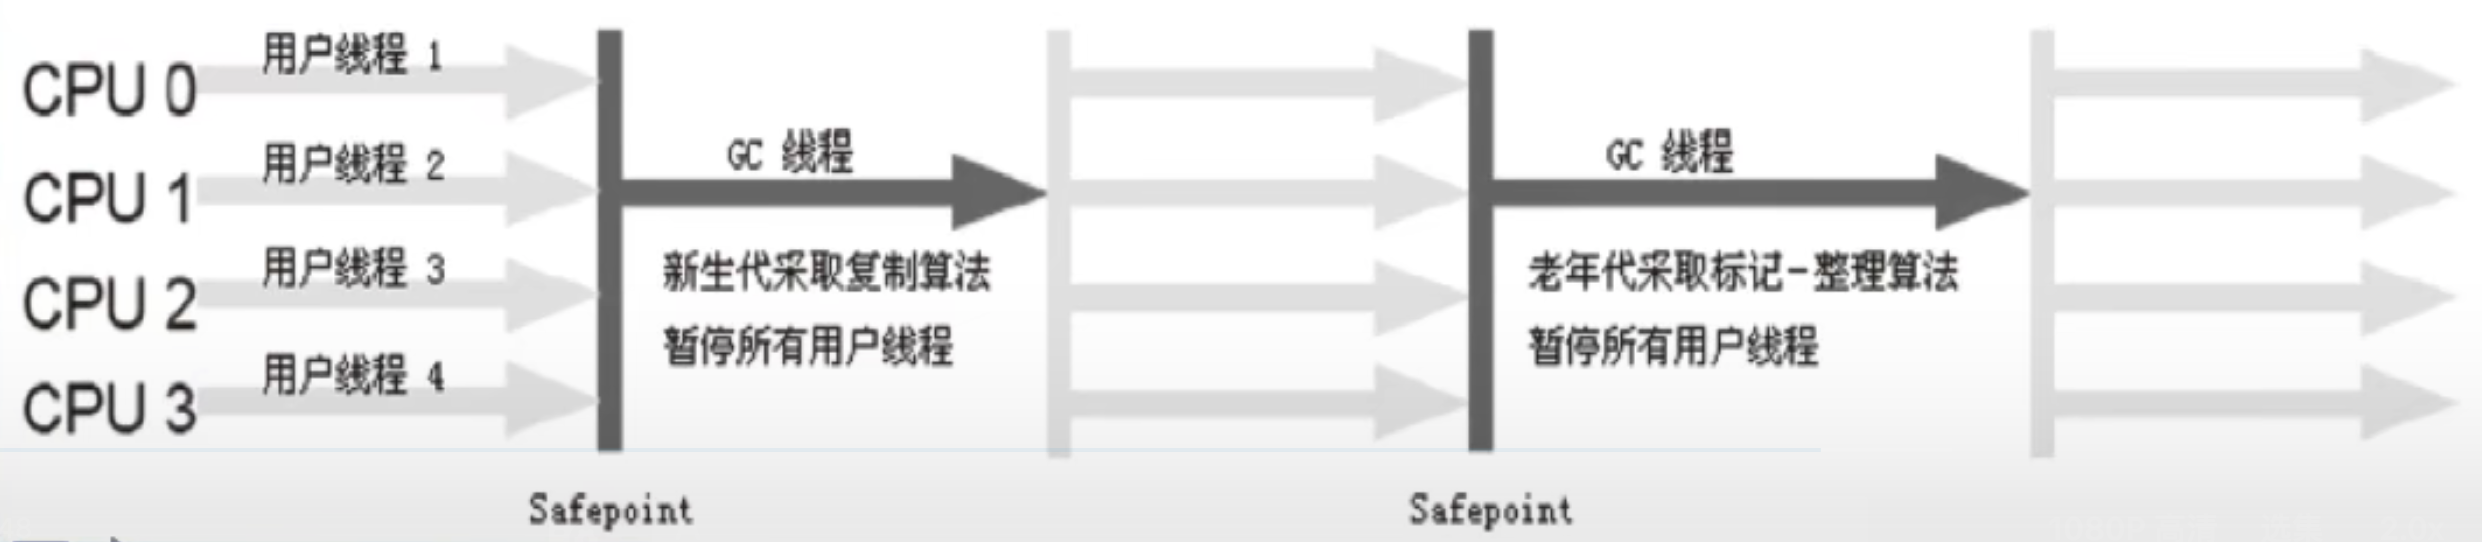 用户线程 1
CPU 0
GC 线程
GC 线程
用户线程 2
CPU 1
用户线程 3
新生代采取复制算法
老年代采取标记-整理算法
CPU 2
暂停所有用户线程
暂停所有用户线程
用户线程 4
CPU 3
Safepoint
Safepoint